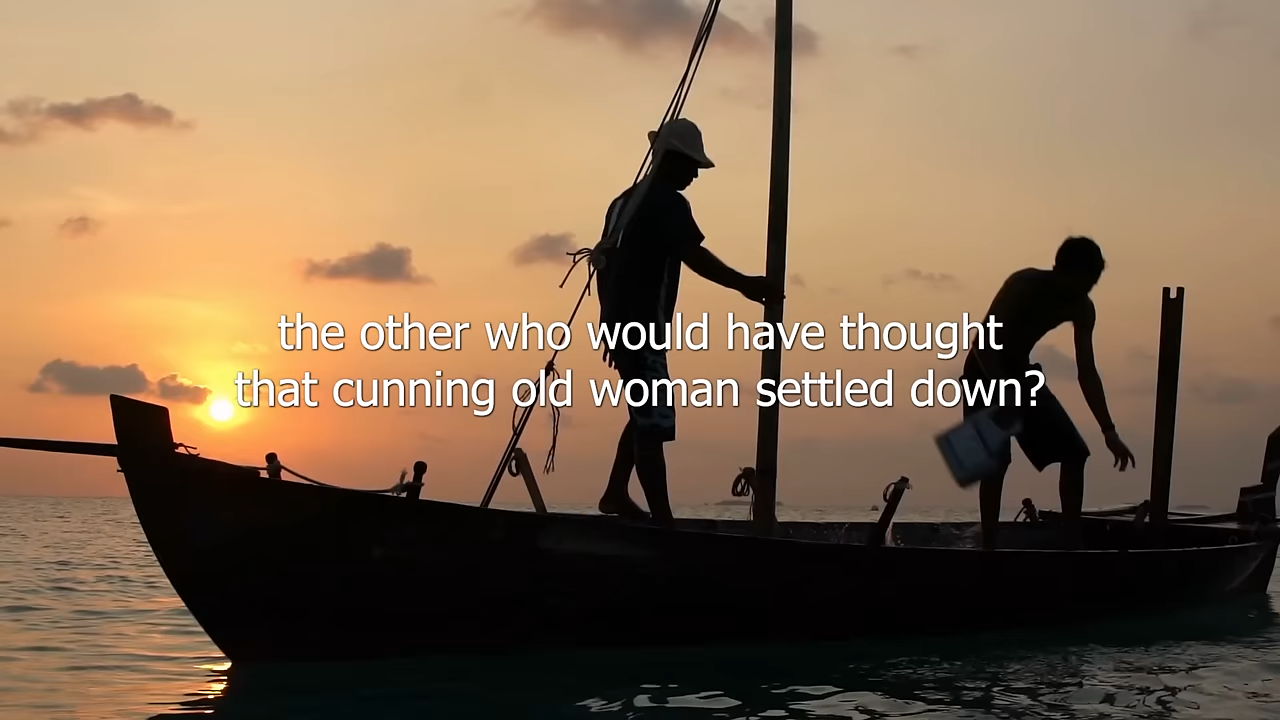 the other who would have thought
that cunning old woman settled down?